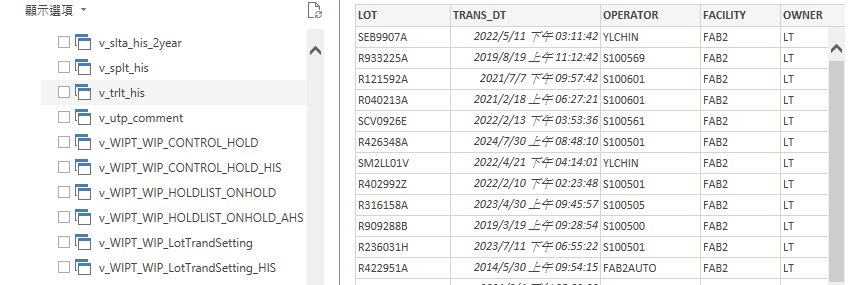 顯示選項
v_slta_his_2year
v_splt_his
v_trlt_his
v_utp_comment
v_WIPT_WIP_CONTROL_HOLD
v_WIPT_WIP_CONTROL_HOLD_HIS
v_WIPT_WIP_HOLDLIST_ONHOLD
v_WIPT_WIP_HOLDLIST_ONHOLD_AHS
v_WIPT_WIP_LotTrandSetting
v_WIPT_WIP_LotTrandSetting_HIS
LOT TRANS_DT OPERATOR FACILITY OWNER
SEB9907A 2022/5/11 下午 03:11:42 YLCHIN FAB2 LT
R933225A 2019/8/19 上午 11:12:42 S100569 FAB2 LT
R121592A 2021/7/7 下午 09:57:42 S100601 FAB2 LT
R040213A 2021/2/18 上午 06:27:21 S100601 FAB2 LT
SCV0926E 2022/2/13 下午 03:53:36 S100561 FAB2 LT
R426348A 2024/7/30 上午 08:48:10 S100501 FAB2 LT
SM2LL01V 2022/4/21 下午 04:14:01 YLCHIN FAB2 LT
R402992Z 2022/2/10 下午 02:23:48 S100501 FAB2 LT
R316158A 2023/4/30 上午 09:45:57 S100505 FAB2 LT
R909288B 2019/3/19 上午 09:28:54 S100500 FAB2 LT
R236031H 2023/7/11 下午 06:55:22 S100501 FAB2 LT
R422951A 2014/5/30 上午 09:54:15 FAB2AUTO FAB2 LT